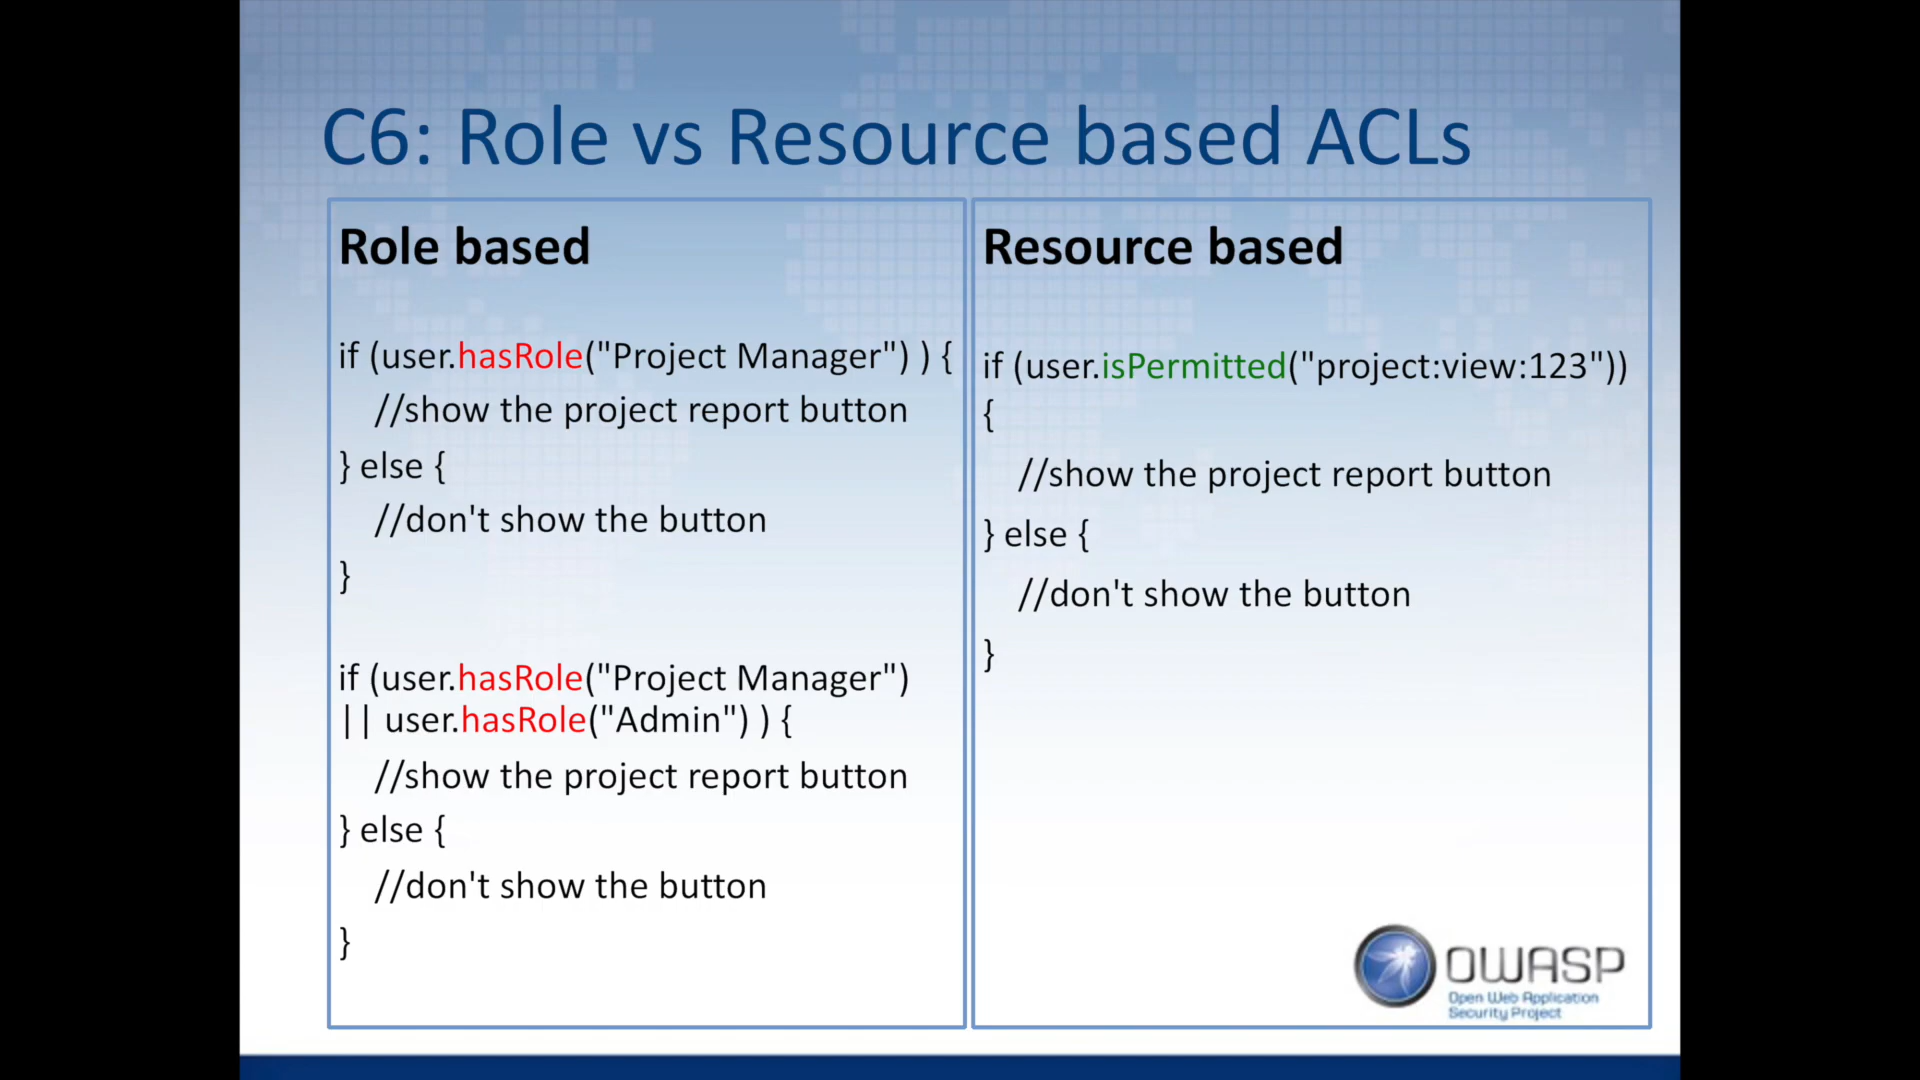 C6: Role vs Resource based ACLs
Role based
if (user.hasRole("Project Manager") ) {
//show the project report button
} else {
//don't show the button
}
if (user.hasRole("Project Manager")
|| user.hasRole("Admin") ) {
//show the project report button
} else {
//don't show the button
}
Resource based
if (user.isPermitted("project:view:123"))
{
//show the project report button
} else {
//don't show the button
}
OWASP
Open Web Application
Security Project